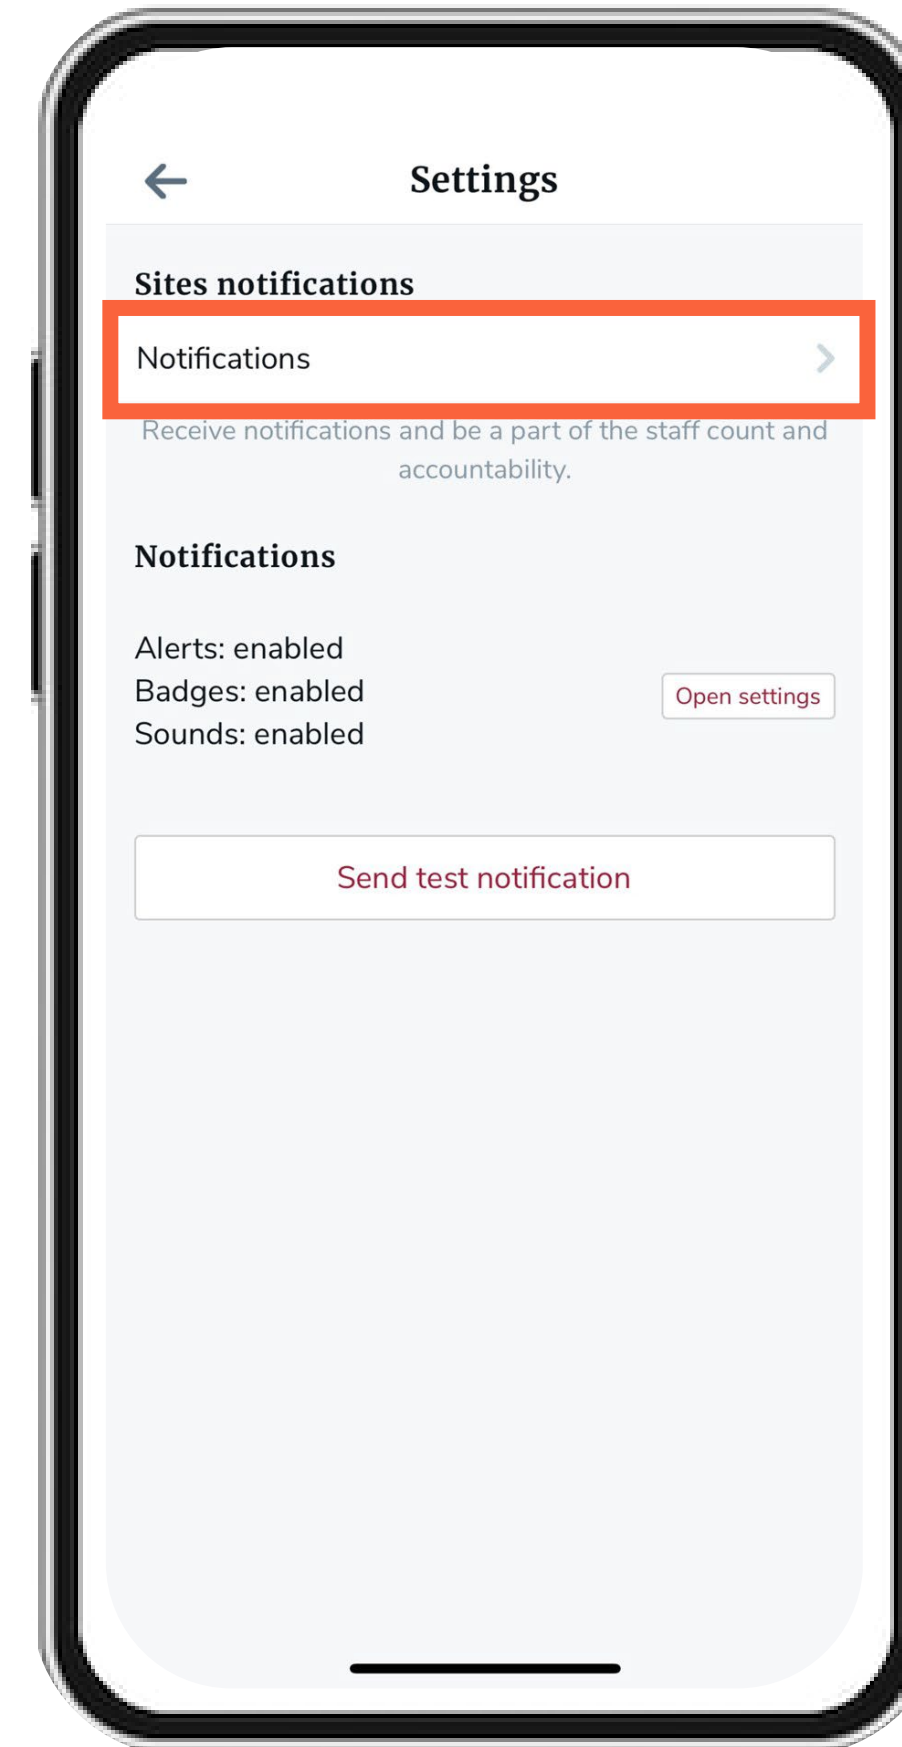 Settings
Sites notifications
Notifications
Receive notifications and be a part of the staff count and
accountability.
Notifications
Alerts: enabled
Badges: enabled
Open settings
Sounds: enabled
Send test notification